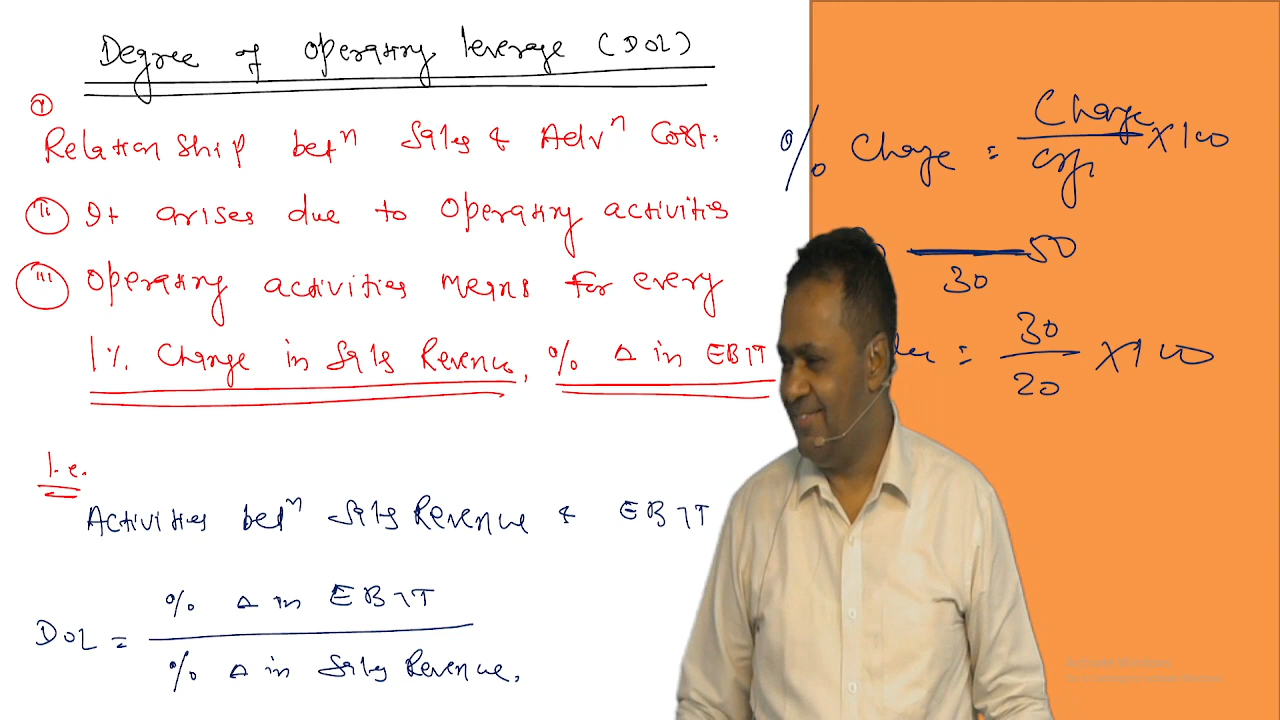 Degree of Operating leverage (DOL)
(i)
Relationship betn Sales & Advn Cost.
(ii) It arises due to Operating activities
(iii) Operating activities means for every
1% Change in Sales Revenue, % Δ in EBIT
I.e.
Activities betn Sales Revenue & EBIT
DOL = % Δ in EBIT
% Δ in Sales Revenue.
% Change = Change × 100
50
30
= 30 × 100
20
Activate Windows